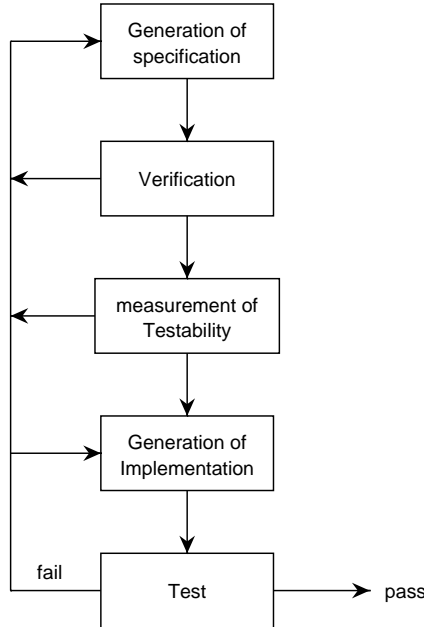 Generation of
specification
Verification
measurement of
Testability
Generation of
Implementation
fail
Test
pass